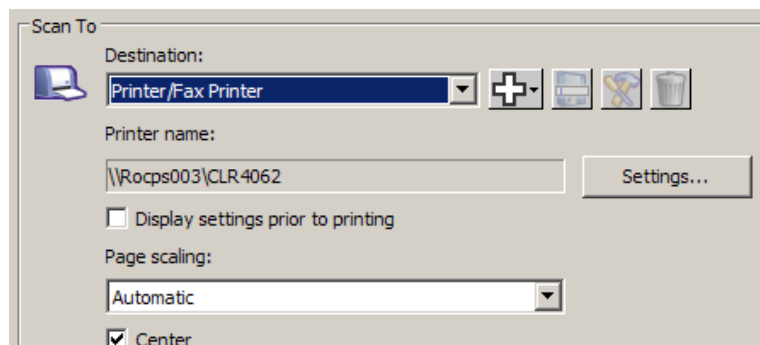 Scan To
Destination:
Printer/Fax Printer
Printer name:
\\Rocps003\CLR4062
Settings...
Display settings prior to printing
Page scaling:
Automatic
Center